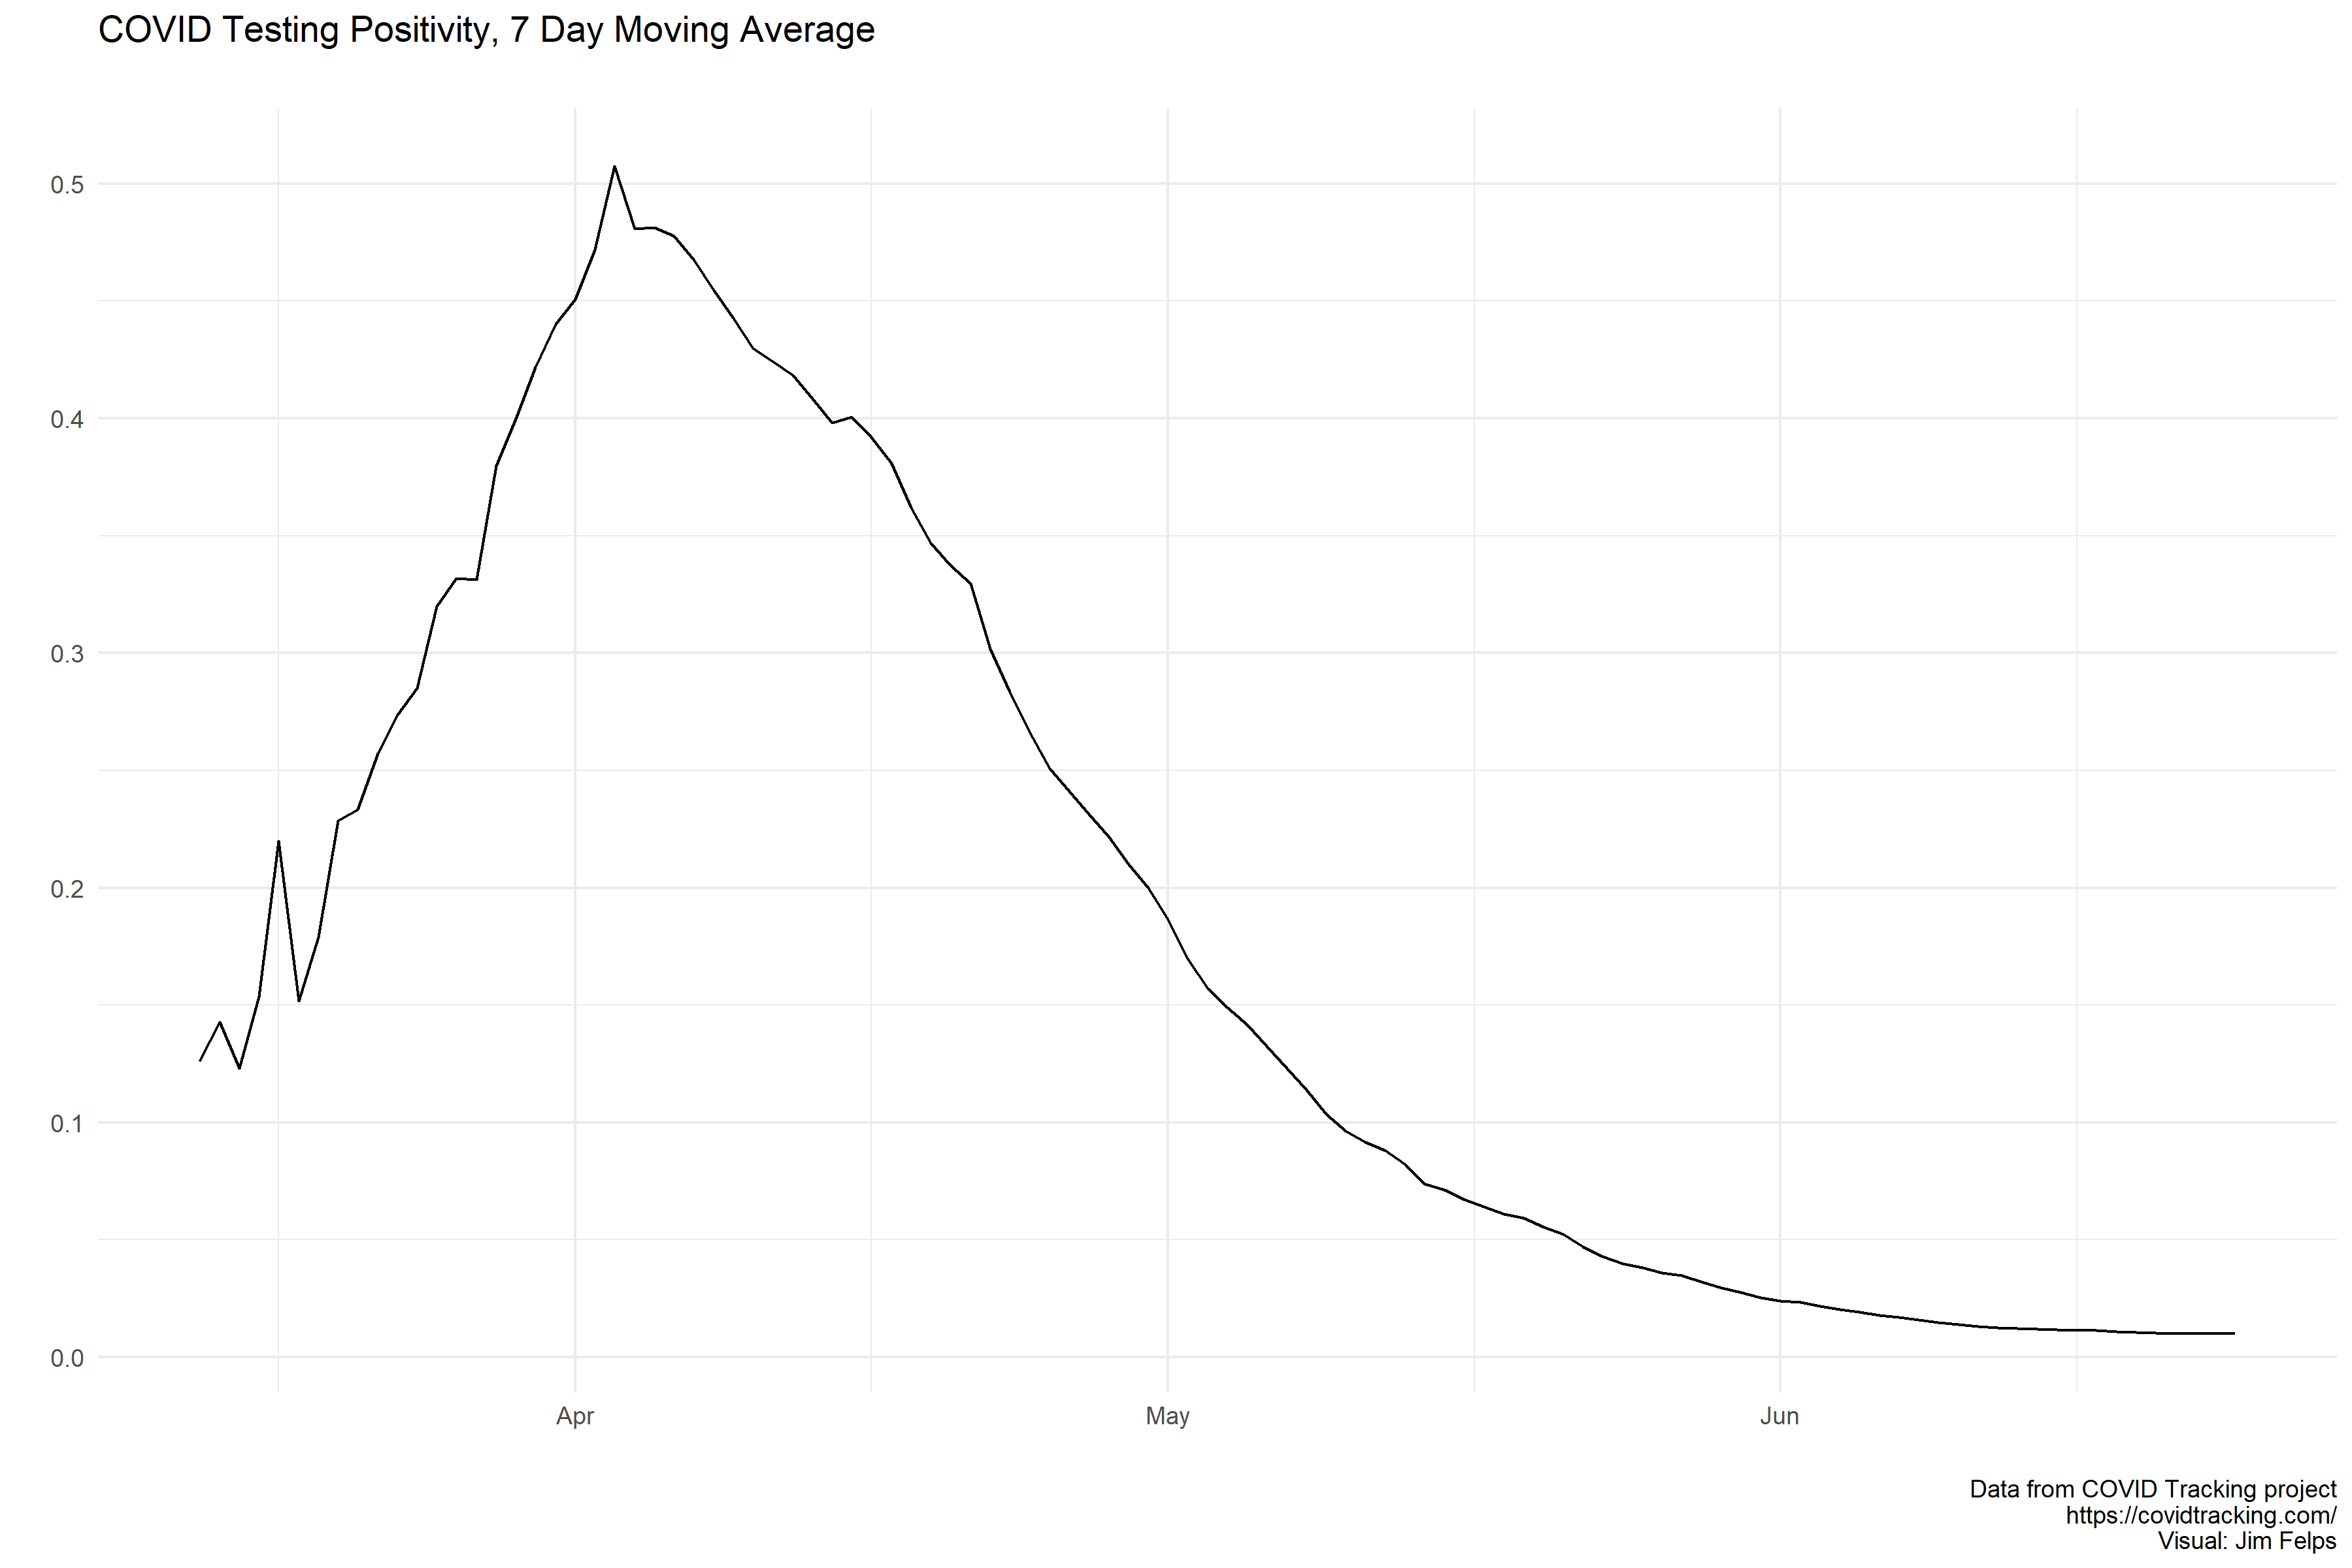 COVID Testing Positivity, 7 Day Moving Average
0.5
0.4
0.3
0.2
0.1
0.0
Apr May Jun
Data from COVID Tracking project
https://covidtracking.com/
Visual: Jim Felps